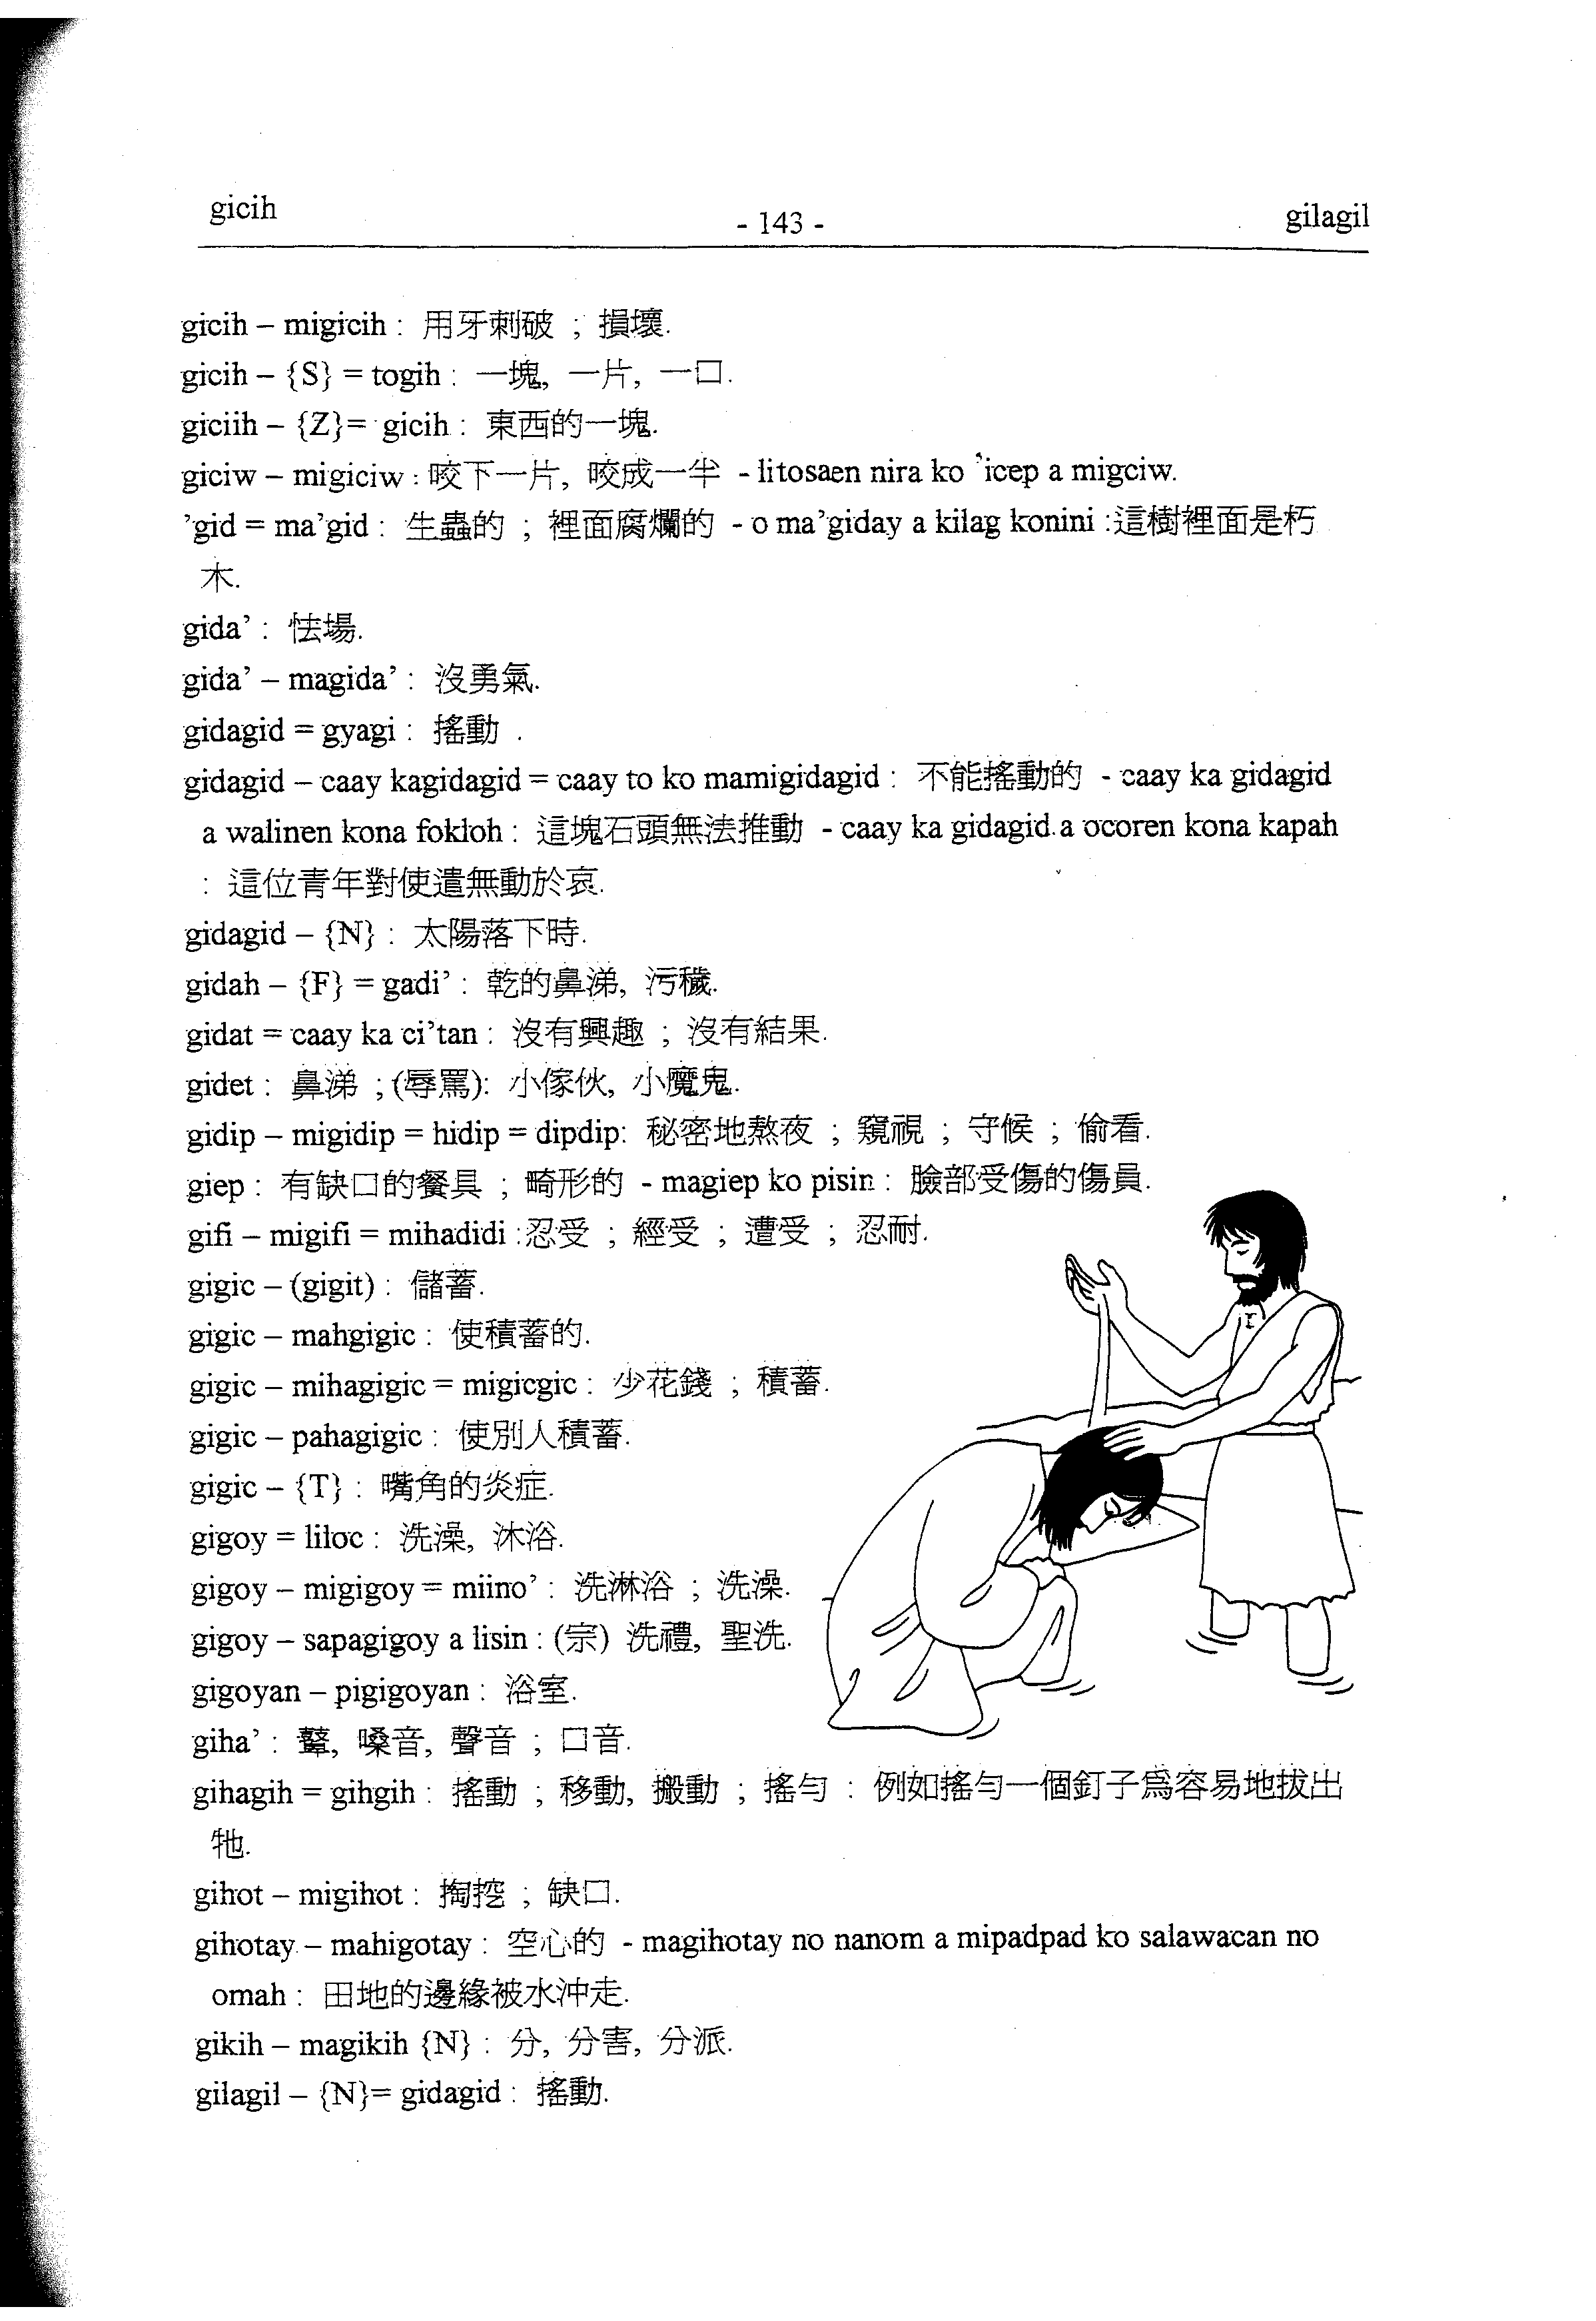 gicih
- 143 -
gilagil
gicih – migicih : 用牙刺破 ; 損壞.
gicih – {S} = togih : 一塊, 一片, 一口.
giciih – {Z}= gicih : 東西的一塊.
giciw – migiciw : 咬下一片, 咬成一半 - litosaen nira ko 'icep a migciw.
'gid = ma'gid : 生蟲的 ; 裡面腐爛的 - o ma'giday a kilag konini :這樹裡面是朽
木.
gida' : 怯場.
gida' – magida' : 沒勇氣.
gidagid = gyagi : 搖動 .
gidagid – caay kagidagid = caay to ko mamigidagid : 不能搖動的 - caay ka gidagid
a walinen kona fokloh : 這塊石頭無法推動 - caay ka gidagid a ocoren kona kapah
: 這位青年對使遣無動於哀.
gidagid – {N} : 太陽落下時.
gidah – {F} = gadi' : 乾的鼻涕, 污穢.
gidat = caay ka ci'tan : 沒有興趣 ; 沒有結果.
gidet : 鼻涕 ; (辱罵): 小傢伙, 小魔鬼.
gidip – migidip = hidip = dipdip: 秘密地熬夜 ; 窺視 ; 守候 ; 偷看.
giep : 有缺口的餐具 ; 畸形的 - magiep ko pisin : 臉部受傷的傷員.
gifi – migifi = mihadidi :忍受 ; 經受 ; 遭受 ; 忍耐.
gigic – (gigit) : 儲蓄.
gigic – mahgigic : 使積蓄的.
gigic – mihagigic = migicgic : 少花錢 ; 積蓄.
gigic – pahagigic : 使別人積蓄.
gigic – {T} : 嘴角的炎症.
gigoy = liloc : 洗澡, 沐浴.
gigoy – migigoy = miino' : 洗淋浴 ; 洗澡.
gigoy – sapagigoy a lisin : (宗) 洗禮, 聖洗.
gigoyan – pigigoyan : 浴室.
giha' : 聲, 嗓音, 聲音 ; 口音.
gihagih = gihgih : 搖動 ; 移動, 搬動 ; 搖勻 : 例如搖勻一個釘子為容易地拔出
牠.
gihot – migihot : 掏挖 ; 缺口.
gihotay – mahigotay : 空心的 - magihotay no nanom a mipadpad ko salawacan no
omah : 田地的邊緣被水沖走.
gikih – magikih {N} : 分, 分害, 分派.
gilagil – {N}= gidagid : 搖動.